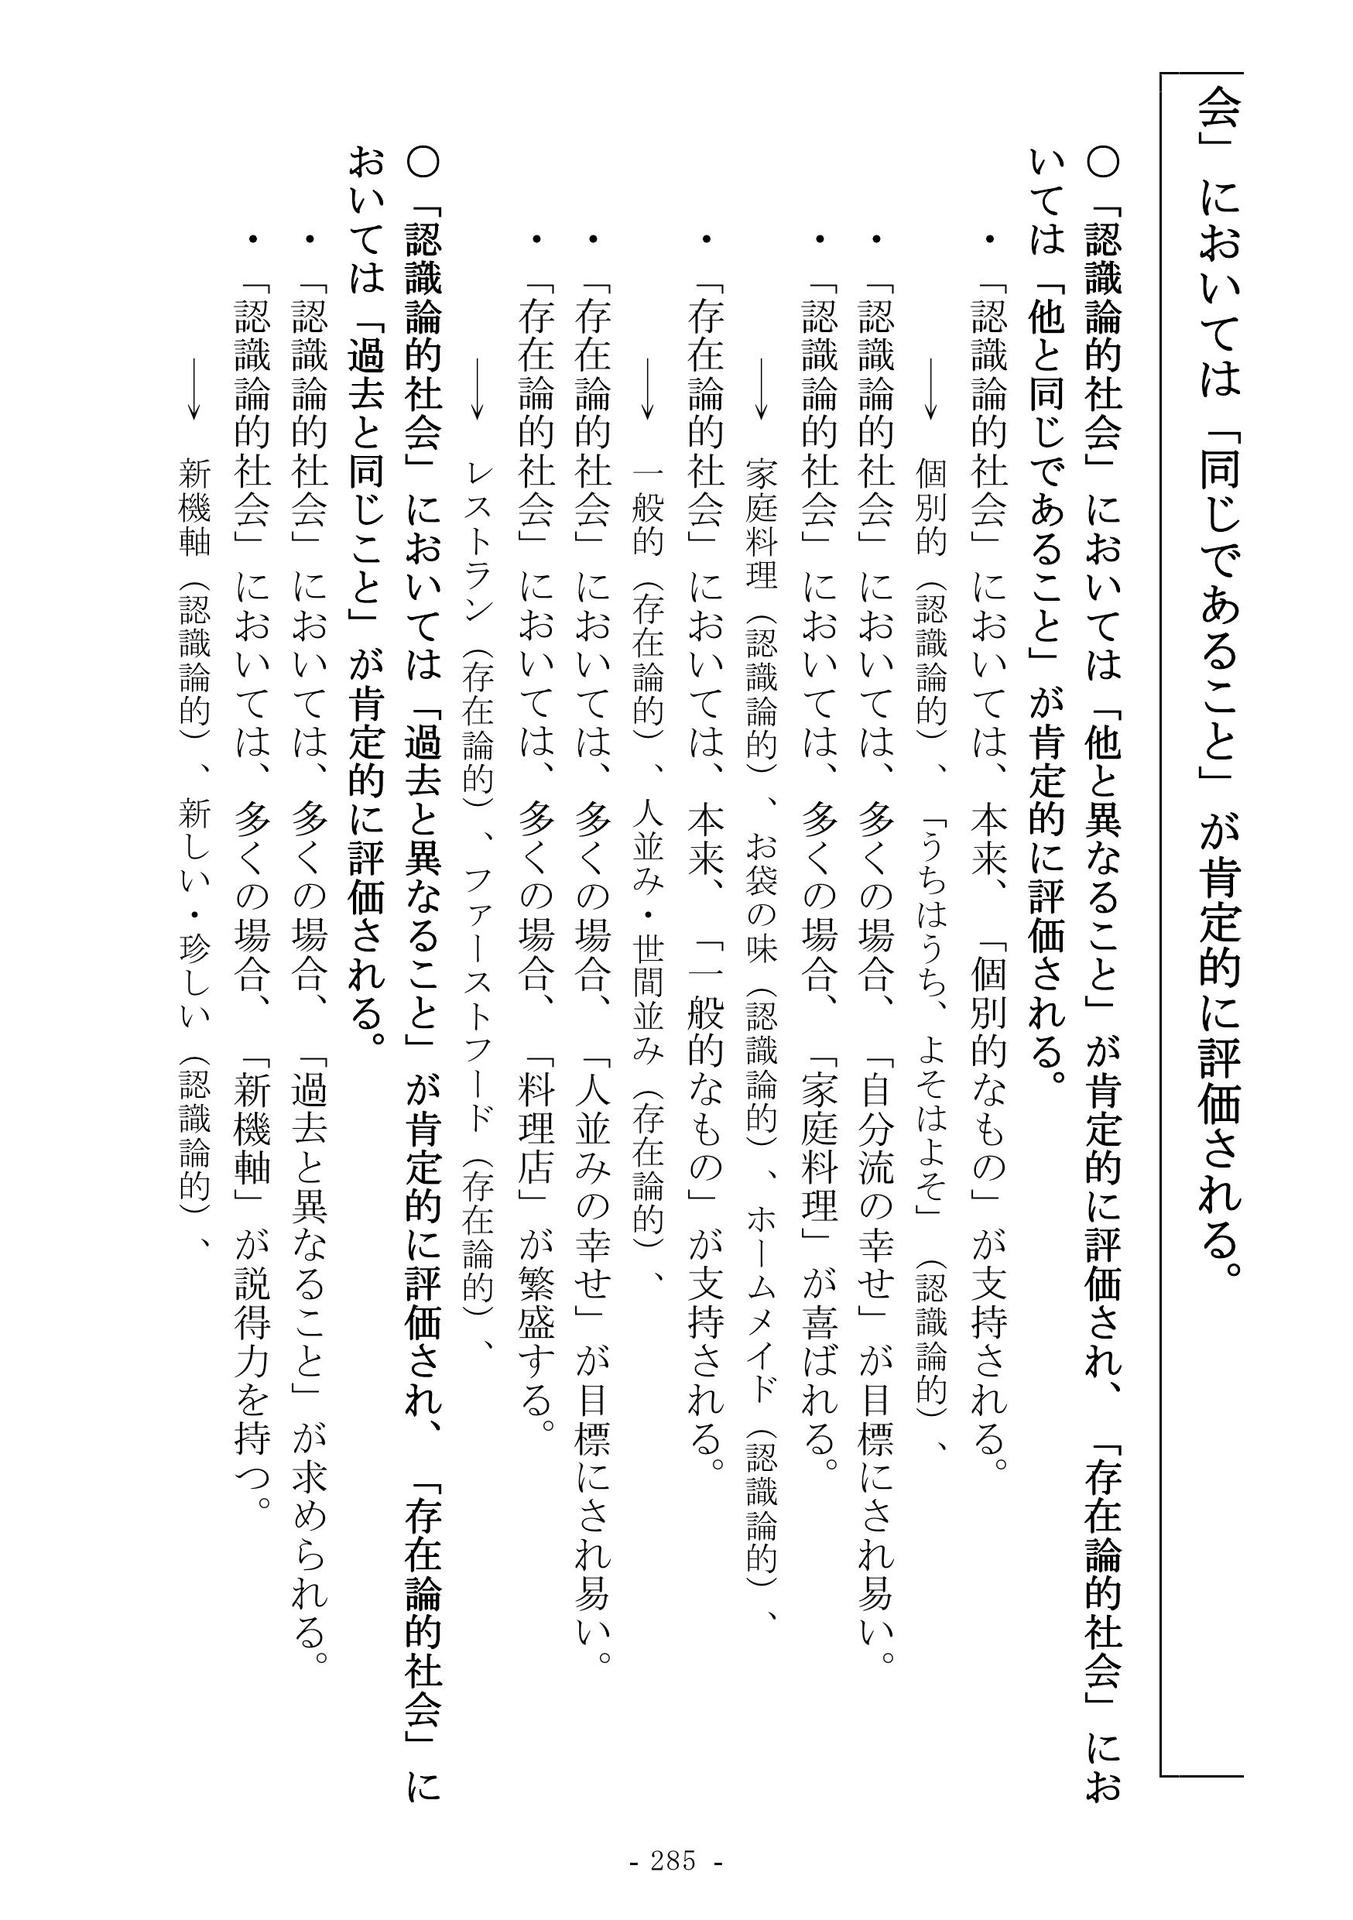 会」においては「同じであること」が肯定的に評価される。
〇「認識論的社会」においては「他と異なること」が肯定的に評価され、「存在論的社会」にお
いては「他と同じであること」が肯定的に評価される。
・「認識論的社会」においては、本来、「個別的なもの」が支持される。
→ 個別的（認識論的）、「うちはうち、よそはよそ」（認識論的）、
・「認識論的社会」においては、多くの場合、「自分流の幸せ」が目標にされ易い。
・「認識論的社会」においては、多くの場合、「家庭料理」が喜ばれる。
→ 家庭料理（認識論的）、お袋の味（認識論的）、ホームメイド（認識論的）、
・「存在論的社会」においては、本来、「一般的なもの」が支持される。
→ 一般的（存在論的）、人並み・世間並み（存在論的）、
・「存在論的社会」においては、多くの場合、「人並みの幸せ」が目標にされ易い。
・「存在論的社会」においては、多くの場合、「料理店」が繁盛する。
→ レストラン（存在論的）、ファーストフード（存在論的）、
〇「認識論的社会」においては「過去と異なること」が肯定的に評価され、「存在論的社会」に
おいては「過去と同じこと」が肯定的に評価される。
・「認識論的社会」においては、多くの場合、「過去と異なること」が求められる。
・「認識論的社会」においては、多くの場合、「新機軸」が説得力を持つ。
→ 新機軸（認識論的）、新しい・珍しい（認識論的）、
- 285 -